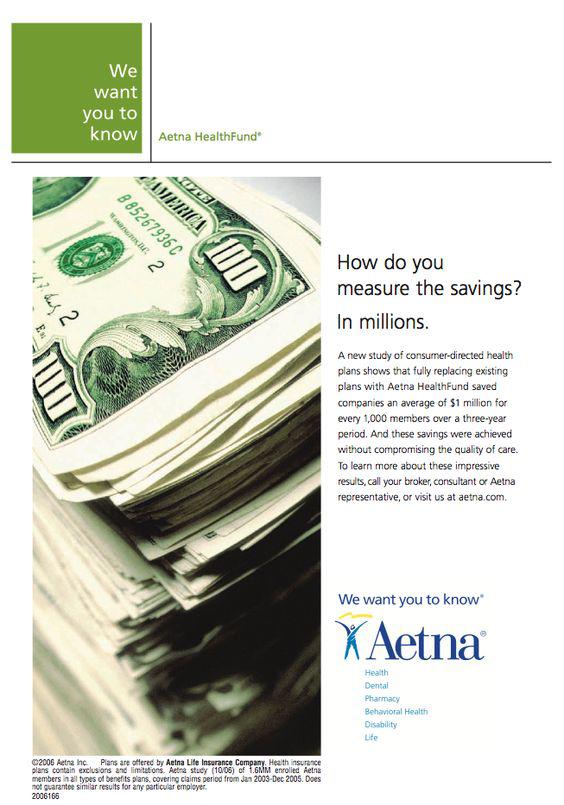 We
want
you to
know
Aetna HealthFund®
AMERICA
B85267936C
WASHINGTON, D.C.
2
100
2
100
How do you
measure the savings?
In millions.
A new study of consumer-directed health
plans shows that fully replacing existing
plans with Aetna HealthFund saved
companies an average of $1 million for
every 1,000 members over a three-year
period. And these savings were achieved
without compromising the quality of care.
To learn more about these impressive
results, call your broker, consultant or Aetna
representative, or visit us at aetna.com.
We want you to know®
Aetna®
Health
Dental
Pharmacy
Behavioral Health
Disability
Life
©2006 Aetna Inc. Plans are offered by Aetna Life Insurance Company. Health insurance
plans contain exclusions and limitations. Aetna study (10/06) of 1.6MM enrolled Aetna
members in all types of benefits plans, covering claims period from Jan 2003-Dec 2005. Does
not guarantee similar results for any particular employer.
2006166